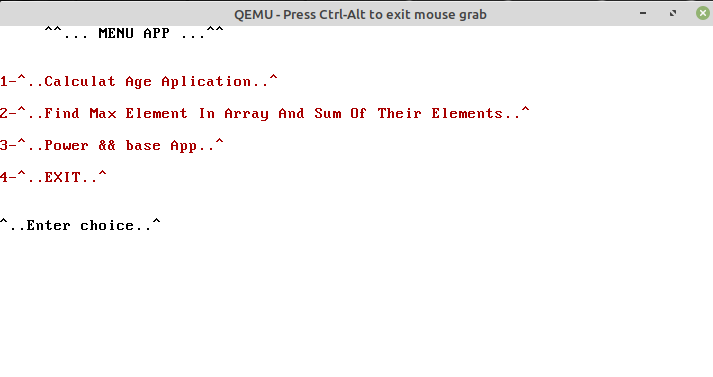 QEMU - Press Ctrl-Alt to exit mouse grab
^^... MENU APP ...^^
1-^..Calculat Age Aplication..^
2-^..Find Max Element In Array And Sum Of Their Elements..^
3-^..Power && base App..^
4-^..EXIT..^
^..Enter choice..^